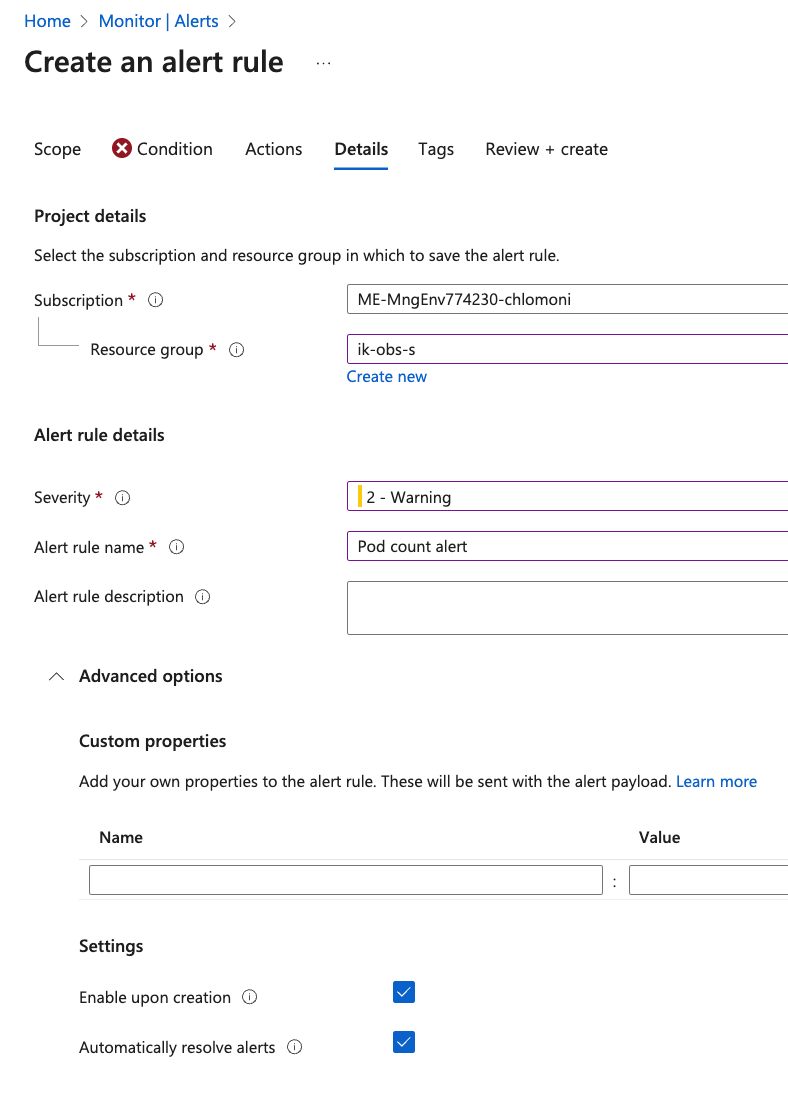 Home > Monitor | Alerts >
Create an alert rule ...
Scope Condition Actions Details Tags Review + create
Project details
Select the subscription and resource group in which to save the alert rule.
Subscription * ME-MngEnv774230-chlomoni
Resource group * ik-obs-s
Create new
Alert rule details
Severity * 2 - Warning
Alert rule name * Pod count alert
Alert rule description
Advanced options
Custom properties
Add your own properties to the alert rule. These will be sent with the alert payload. Learn more
Name Value
:
Settings
Enable upon creation
Automatically resolve alerts